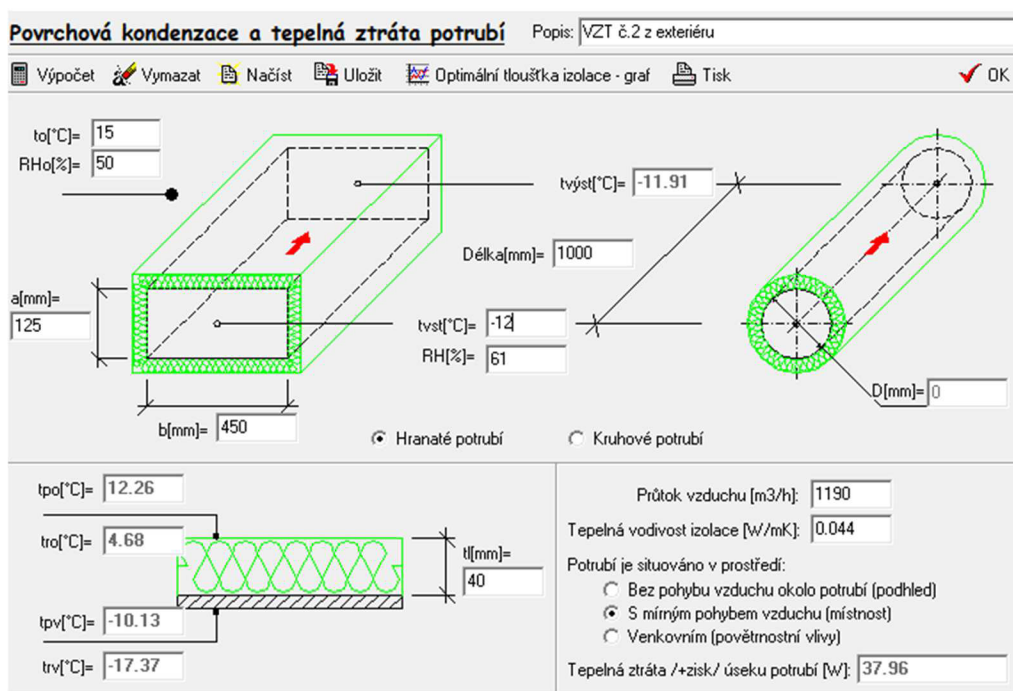 Povrchová kondenzace a tepelná ztráta potrubí Popis: VZT č.2 z exteriéru
Výpočet Vymazat Načíst Uložit Optimální tloušťka izolace - graf Tisk OK
to[°C]= 15
RHo[%]= 50
tvýst[°C]= -11.91
Délka[mm]= 1000
a[mm]=
125
tvst[°C]= -12
RH[%]= 61
D[mm]= 0
b[mm]= 450
Hranaté potrubí Kruhové potrubí
tpo[°C]= 12.26
tro[°C]= 4.68
tl[mm]=
40
tpv[°C]= -10.13
trv[°C]= -17.37
Průtok vzduchu [m3/h]: 1190
Tepelná vodivost izolace [W/mK]: 0.044
Potrubí je situováno v prostředí:
Bez pohybu vzduchu okolo potrubí (podhled)
S mírným pohybem vzduchu (místnost)
Venkovním (povětrnostní vlivy)
Tepelná ztráta /+zisk/ úseku potrubí [W]: 37.96